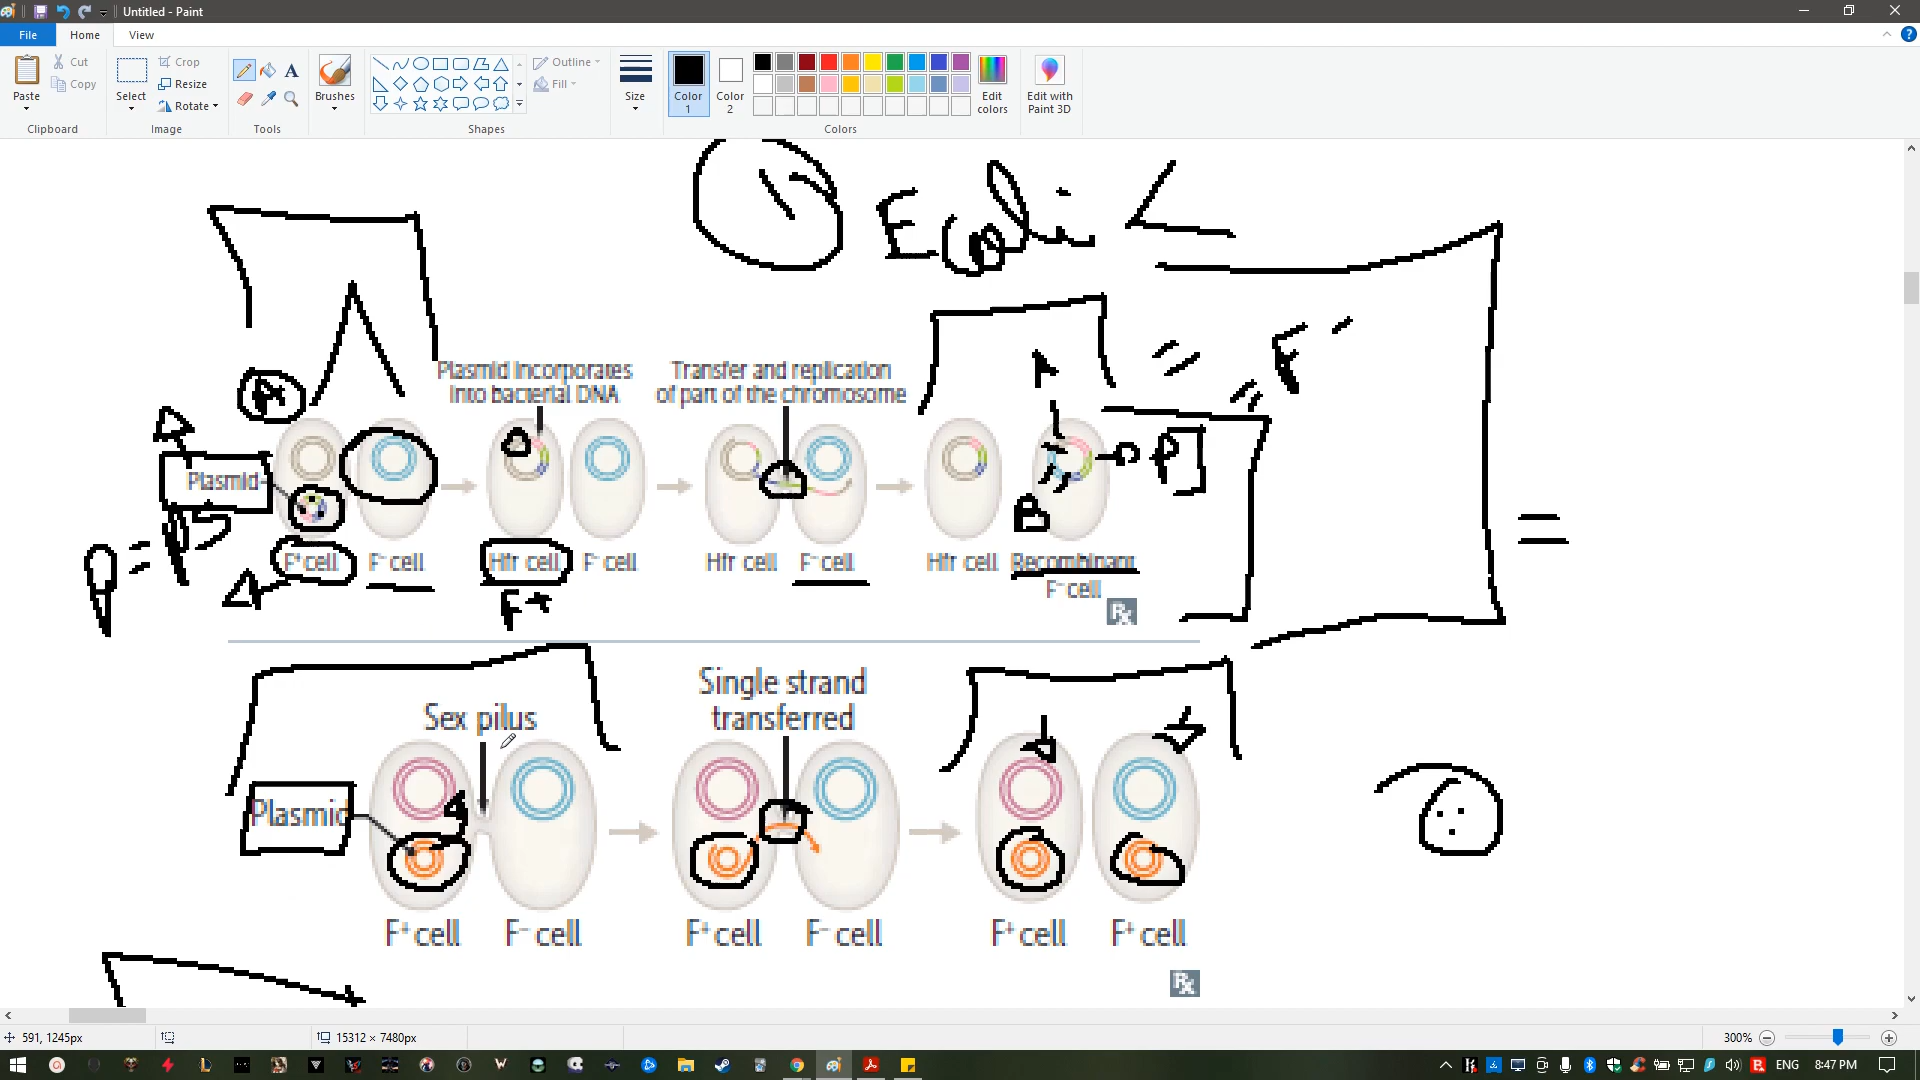 Untitled - Paint
File
Home
View
Paste
Cut
Copy
Clipboard
Select
Crop
Resize
Rotate
Image
Tools
Brushes
Shapes
Outline
Fill
Size
Color 1
Color 2
Edit colors
Colors
Edit with Paint 3D
E.Coli
F-
A
Plasmid incorporates
into bacterial DNA
Transfer and replication
of part of the chromosome
Plasmid
F+ cell
F– cell
Hfr cell
F– cell
Hfr cell
F– cell
Hfr cell
Recombinant
F– cell
F+
Rx
Sex pilus
Single strand
transferred
Plasmid
F+ cell
F– cell
F+ cell
F– cell
F+ cell
F+ cell
Rx
591, 1245px
15312 × 7480px
300%
ENG
8:47 PM